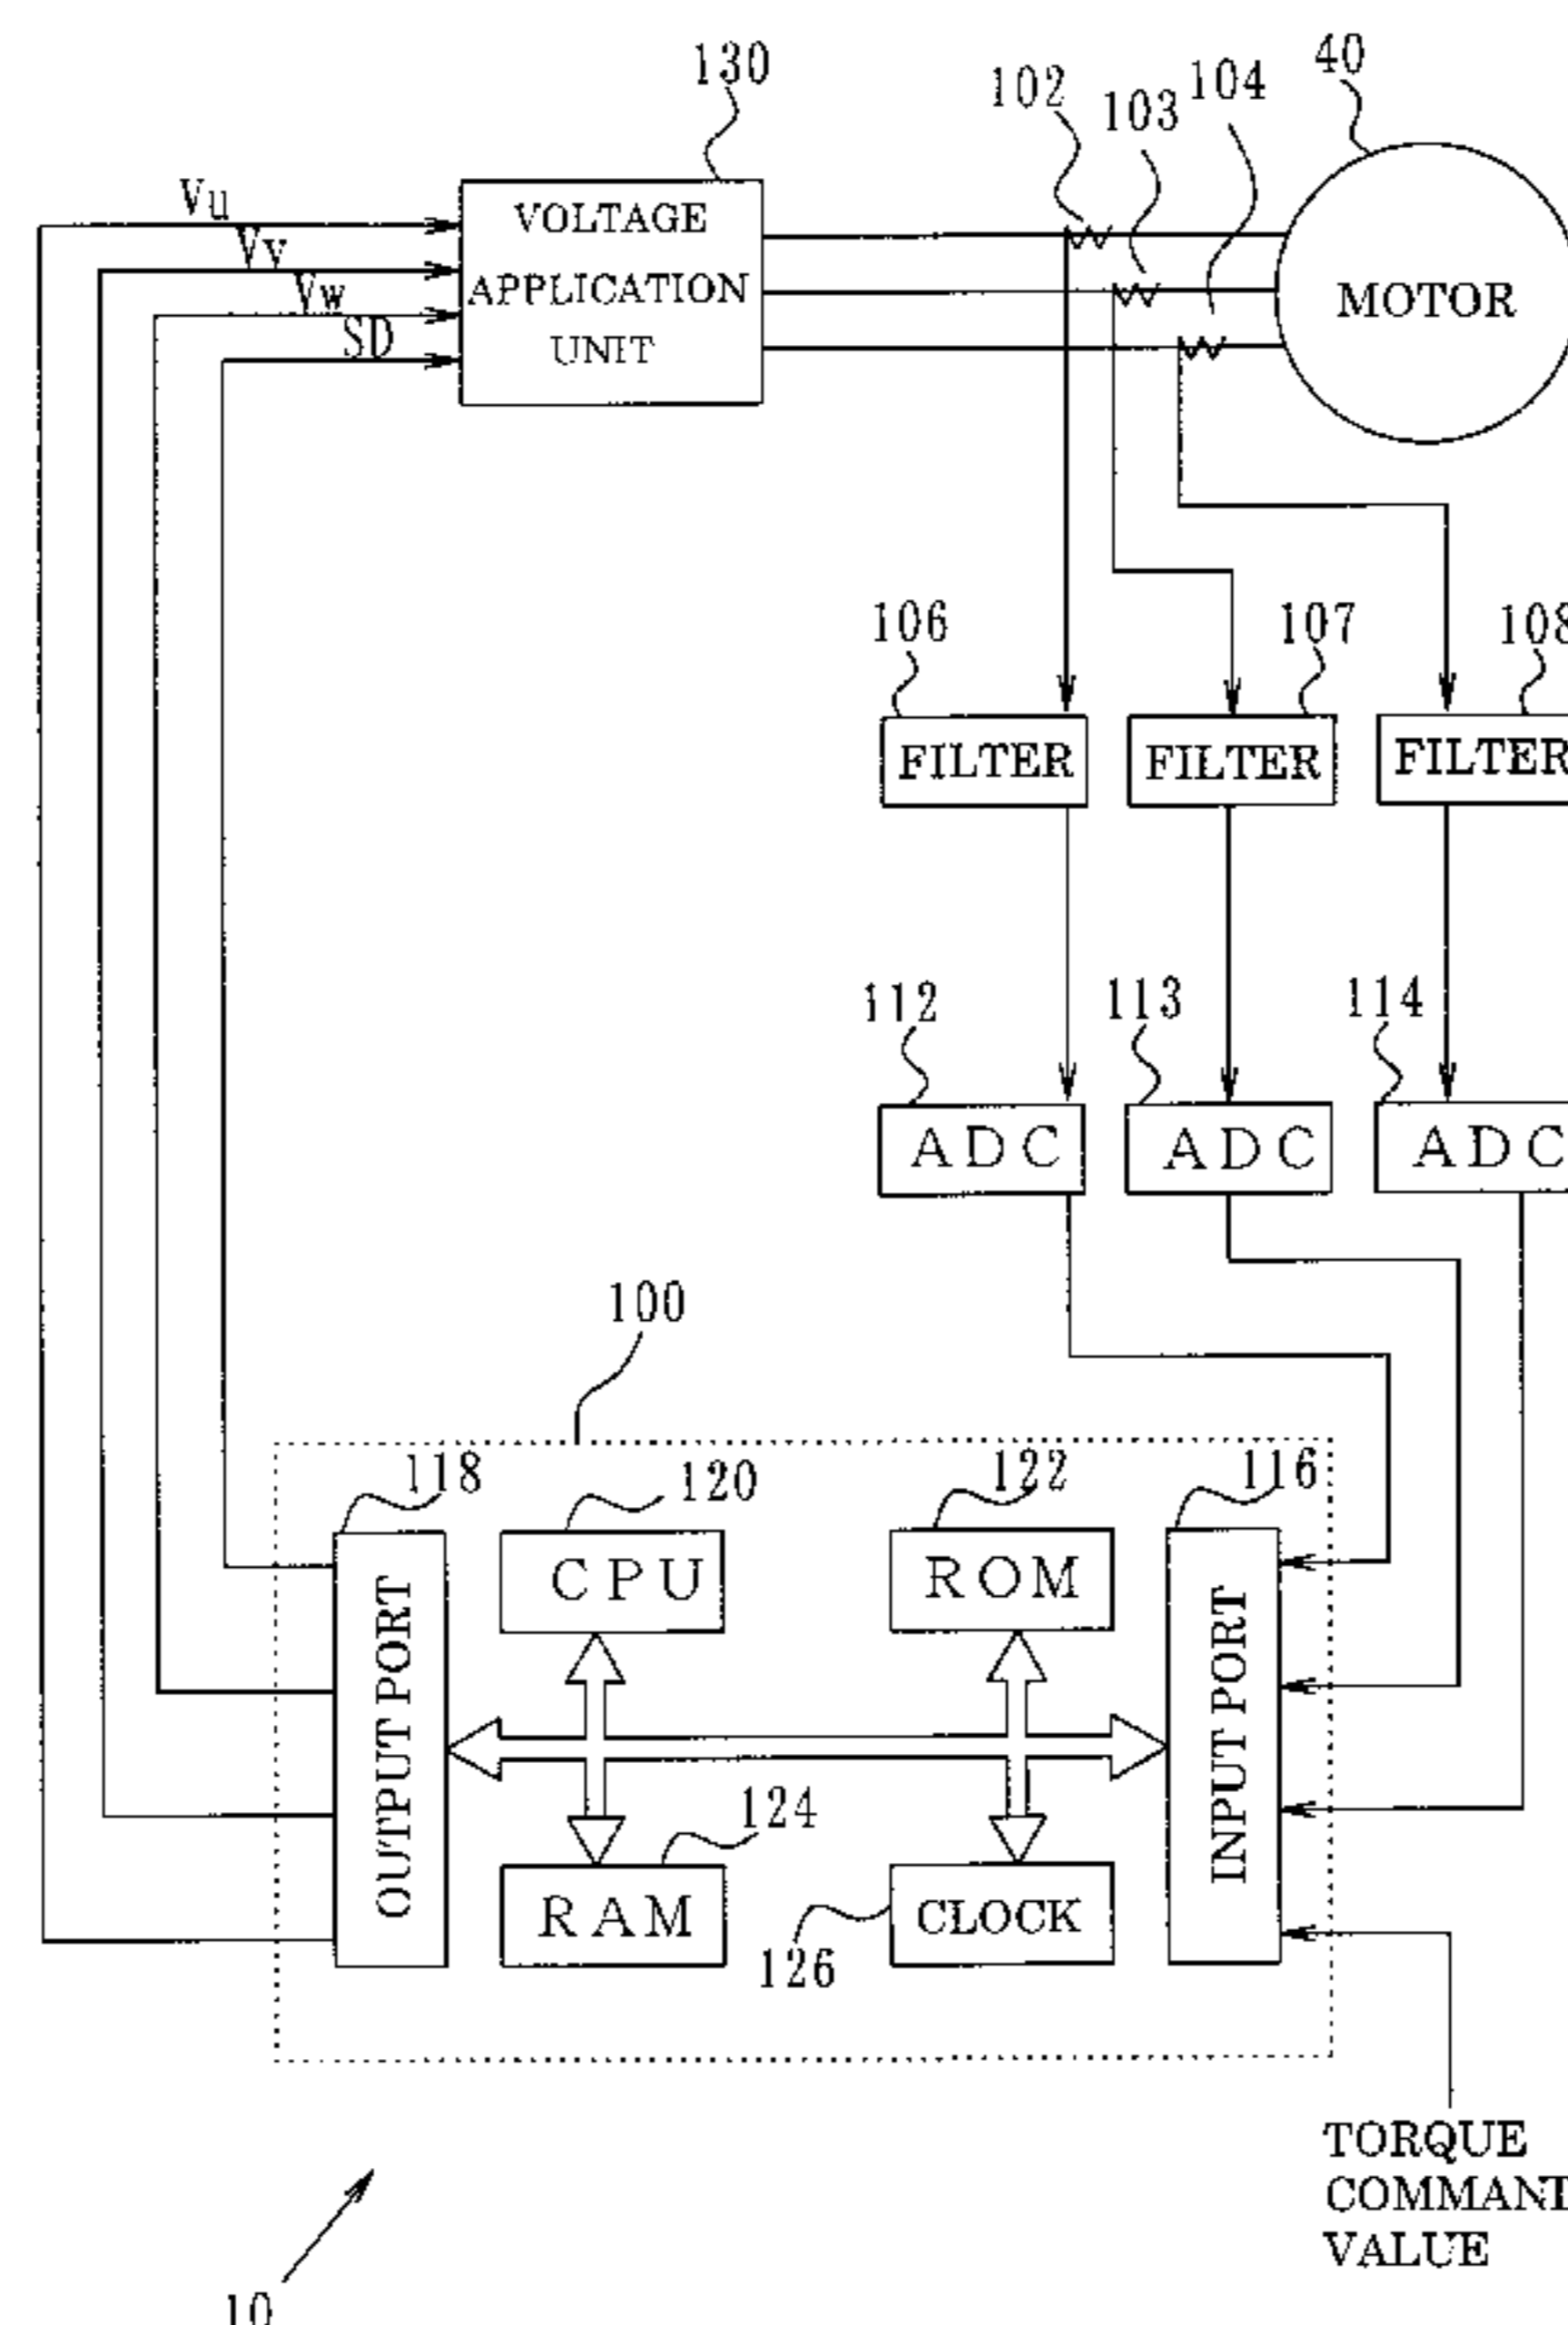 130
102
103
104
40
Vu
Vv
Vw
SD
VOLTAGE
APPLICATION
UNIT
MOTOR
106
107
108
FILTER
FILTER
FILTER
112
113
114
ADC
ADC
ADC
100
118
120
122
116
CPU
ROM
OUTPUT PORT
INPUT PORT
124
RAM
CLOCK
126
TORQUE
VALUE
10